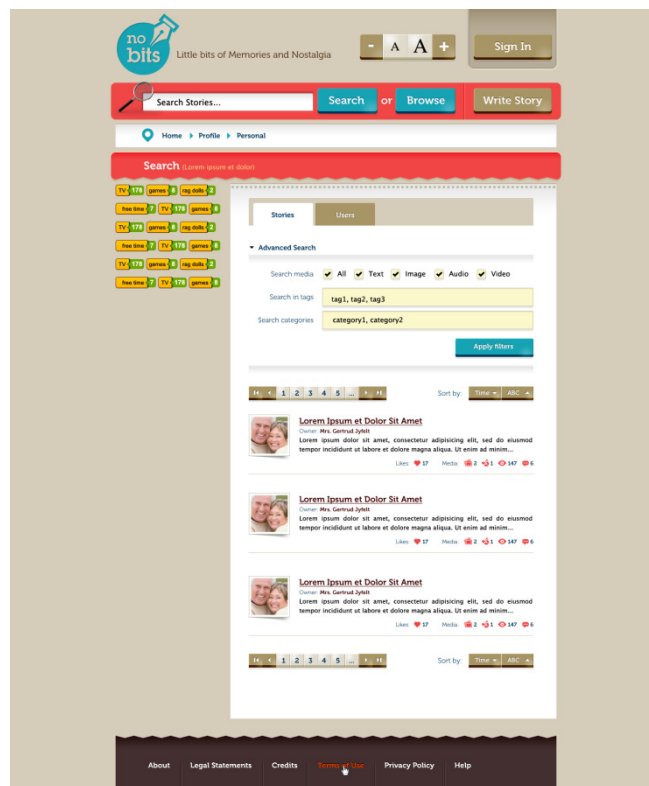 no
bits
Little bits of Memories and Nostalgia
- A A +
Sign In
Search Stories...
Search or Browse
Write Story
Home Profile Personal
Search (Lorem ipsum et dolor)
TV 178 games 8 rag dolls 2
free time 7 TV 178 games 8
TV 178 games 8 rag dolls 2
free time 7 TV 178 games 8
TV 178 games 8 rag dolls 2
free time 7 TV 178 games 8
Stories Users
Advanced Search
Search media All Text Image Audio Video
Search in tags tag1, tag2, tag3
Search categories category1, category2
Apply filters
1 2 3 4 5 ... Sort by: Time ABC
Lorem Ipsum et Dolor Sit Amet
Owner: Mrs. Gertrud Jyfelt
Lorem ipsum dolor sit amet, consectetur adipisicing elit, sed do eiusmod
tempor incididunt ut labore et dolore magna aliqua. Ut enim ad minim...
Likes: 17 Media: 2 1 147 6
Lorem Ipsum et Dolor Sit Amet
Owner: Mrs. Gertrud Jyfelt
Lorem ipsum dolor sit amet, consectetur adipisicing elit, sed do eiusmod
tempor incididunt ut labore et dolore magna aliqua. Ut enim ad minim...
Likes: 17 Media: 2 1 147 6
Lorem Ipsum et Dolor Sit Amet
Owner: Mrs. Gertrud Jyfelt
Lorem ipsum dolor sit amet, consectetur adipisicing elit, sed do eiusmod
tempor incididunt ut labore et dolore magna aliqua. Ut enim ad minim...
Likes: 17 Media: 2 1 147 6
1 2 3 4 5 ... Sort by: Time ABC
About Legal Statements Credits Terms of Use Privacy Policy Help